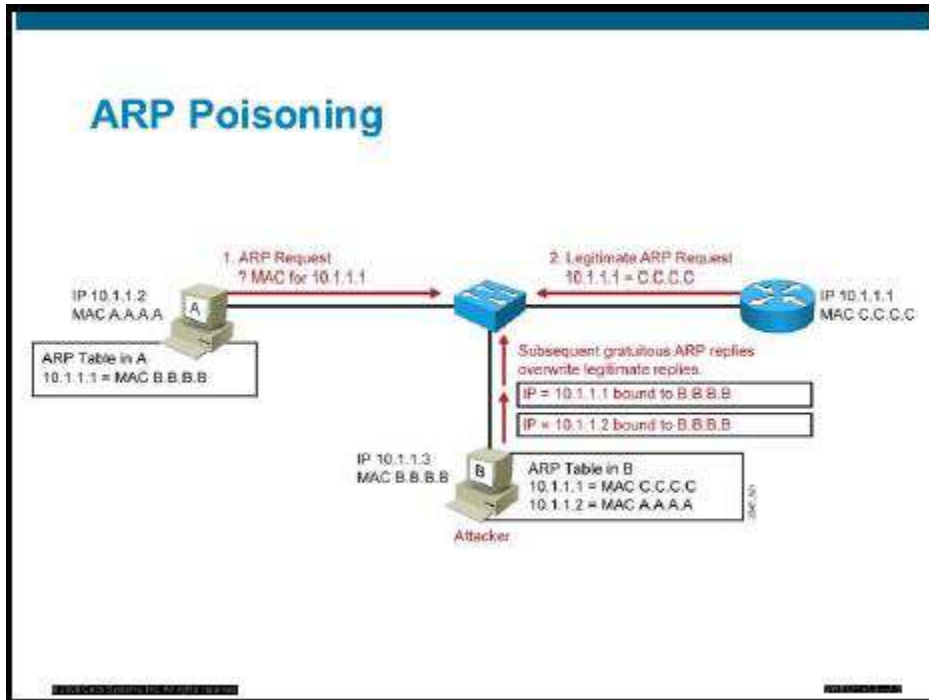 ARP Poisoning
1. ARP Request
? MAC for 10.1.1.1
2. Legitimate ARP Request
10.1.1.1 = C.C.C.C
IP 10.1.1.2
MAC A.A.A.A
A
IP 10.1.1.1
MAC C.C.C.C
ARP Table in A
10.1.1.1 = MAC B.B.B.B
Subsequent gratuitous ARP replies
overwrite legitimate replies.
IP = 10.1.1.1 bound to B.B.B.B
IP = 10.1.1.2 bound to B.B.B.B
IP 10.1.1.3
MAC B.B.B.B
B
ARP Table in B
10.1.1.1 = MAC C.C.C.C
10.1.1.2 = MAC A.A.A.A
Attacker